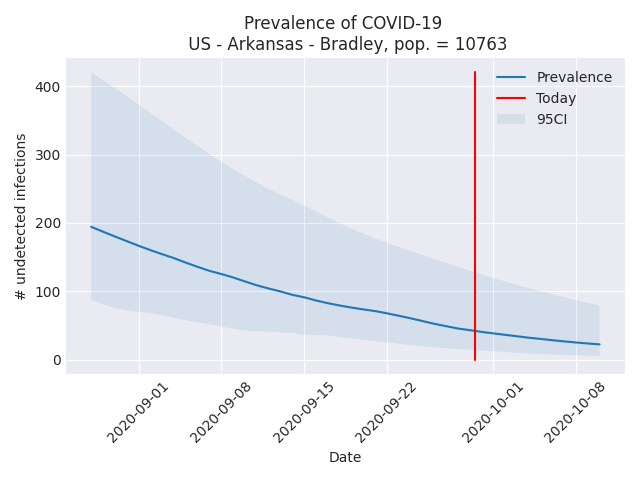 Prevalence of COVID-19
US - Arkansas - Bradley, pop. = 10763
Prevalence
Today
95CI
# undetected infections
400
300
200
100
0
2020-09-01
2020-09-08
2020-09-15
2020-09-22
2020-10-01
2020-10-08
Date